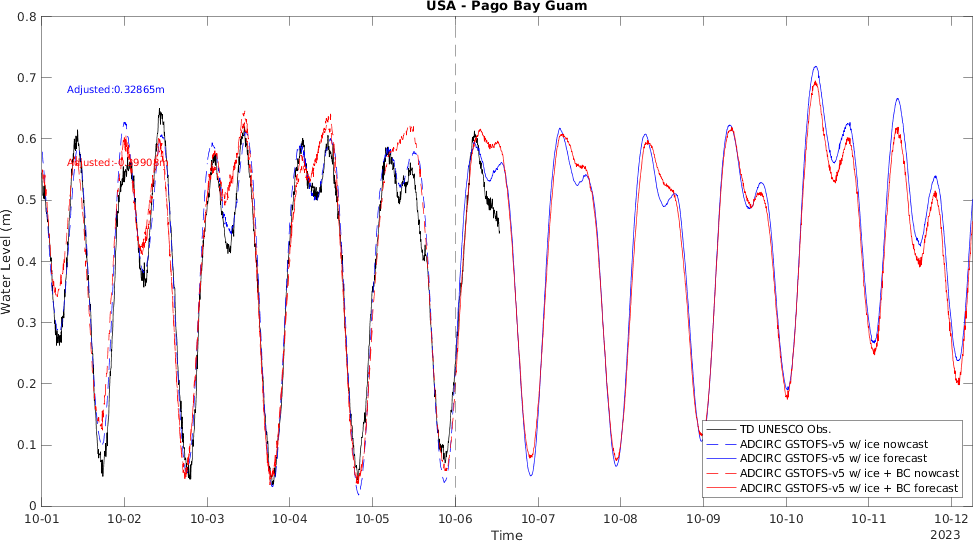 USA - Pago Bay Guam
0.8
0.7
0.6
0.5
0.4
0.3
0.2
0.1
0
Water Level (m)
Adjusted:0.32865m
TD UNESCO Obs.
ADCIRC GSTOFS-v5 w/ ice nowcast
ADCIRC GSTOFS-v5 w/ ice forecast
ADCIRC GSTOFS-v5 w/ ice + BC nowcast
ADCIRC GSTOFS-v5 w/ ice + BC forecast
10-01 10-02 10-03 10-04 10-05 10-06 10-07 10-08 10-09 10-10 10-11 10-12
2023
Time